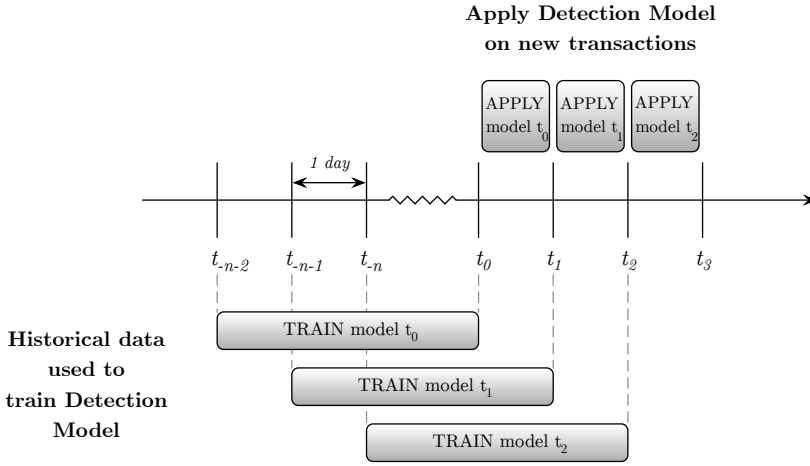 Apply Detection Model
on new transactions
APPLY
model t0
APPLY
model t1
APPLY
model t2
1 day
t-n-2
t-n-1
t-n
t0
t1
t2
t3
TRAIN model t0
Historical data
used to
train Detection
Model
TRAIN model t1
TRAIN model t2